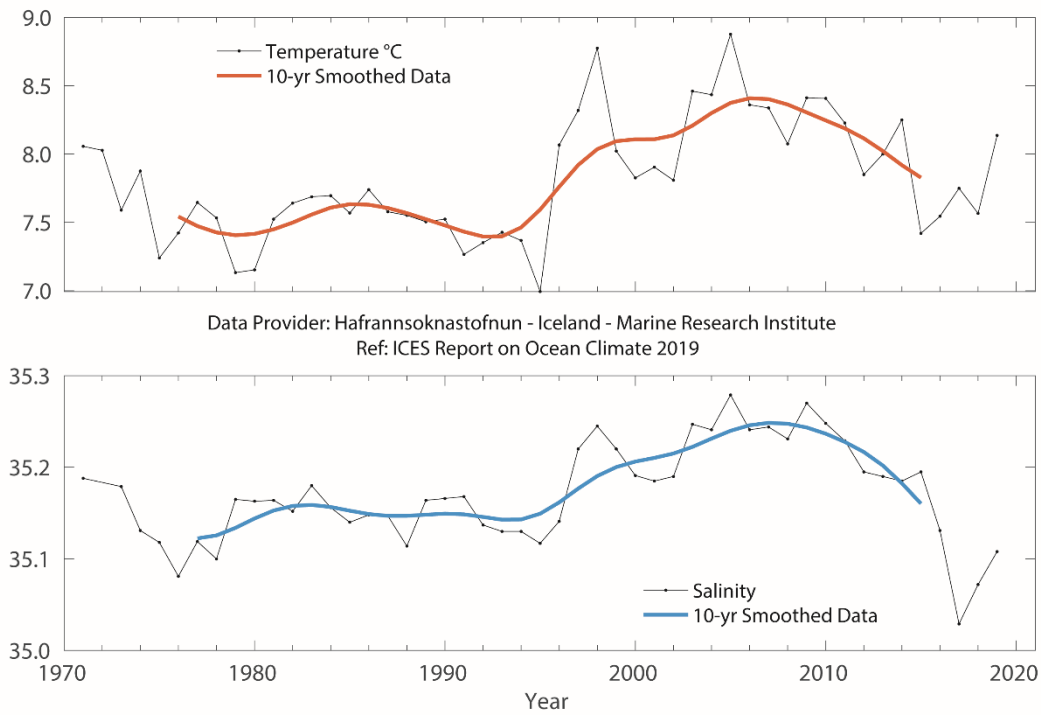 9.0
8.5
8.0
7.5
7.0
Temperature °C
10-yr Smoothed Data
Data Provider: Hafrannsoknastofnun - Iceland - Marine Research Institute
Ref: ICES Report on Ocean Climate 2019
35.3
35.2
35.1
35.0
Salinity
10-yr Smoothed Data
1970 1980 1990 2000 2010 2020
Year